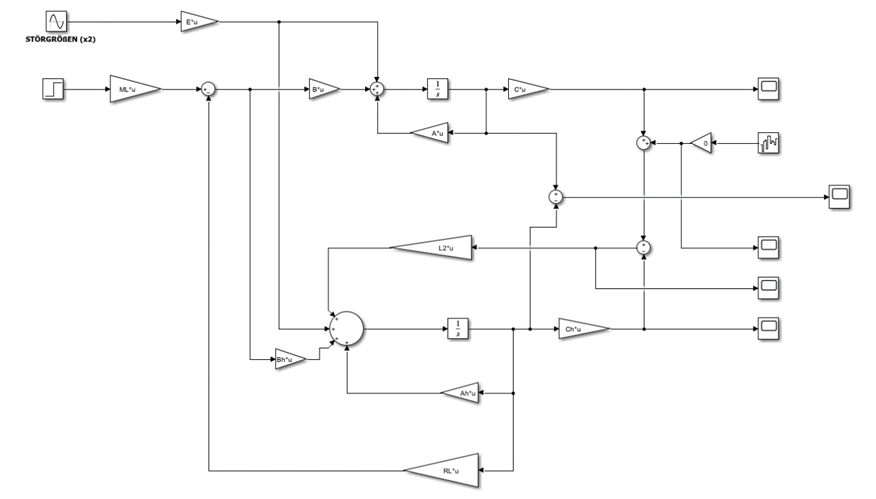 E*u
STÖRGRÖßEN (x2)
ML*u
B*u
1
s
C*u
A*u
0
L2*u
1
s
Ch*u
Bh*u
Ah*u
RL*u